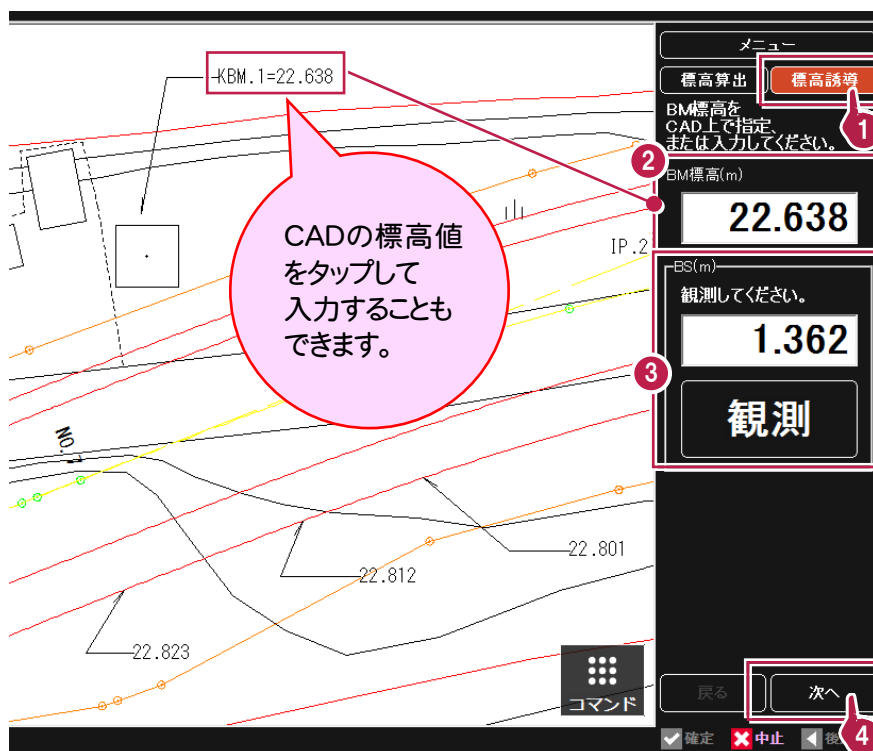 メニュー
標高算出
標高誘導
1
BM標高を
CAD上で指定、
または入力してください。
2
BM標高(m)
22.638
BS(m)
観測してください。
1.362
3
観測
KBM.1=22.638
CADの標高値
をタップして
入力することも
できます。
IP.2
NO.7
22.801
22.812
22.823
コマンド
戻る
次へ
4
確定
中止
後